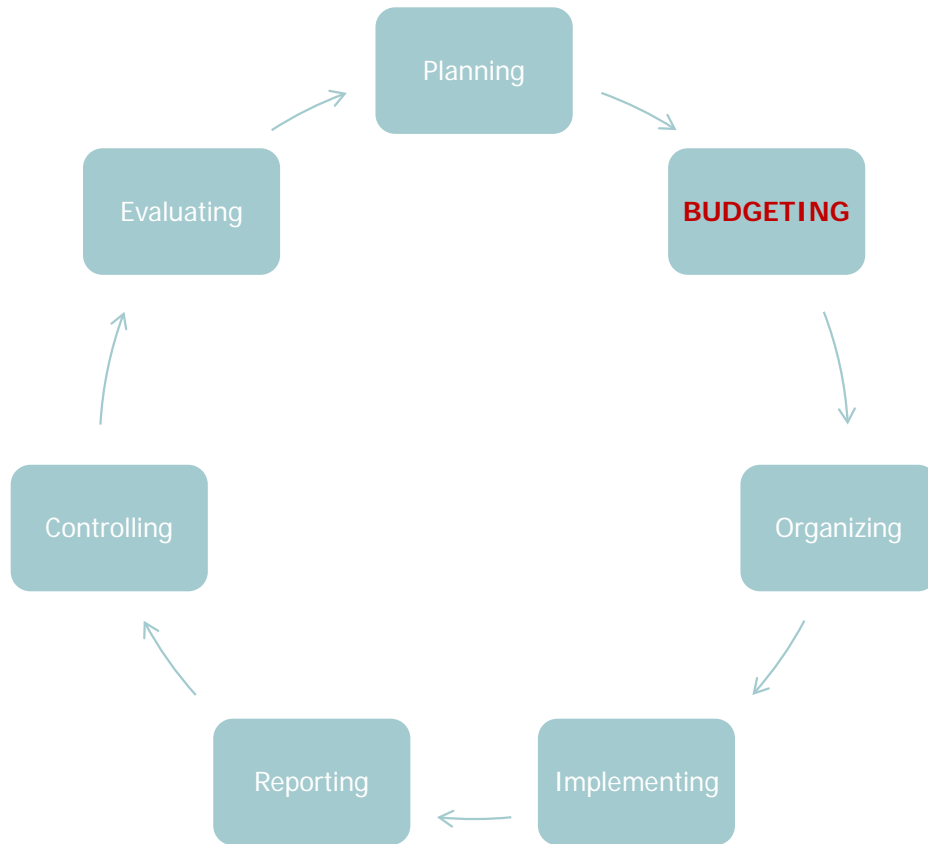 Planning
BUDGETING
Organizing
Implementing
Reporting
Controlling
Evaluating